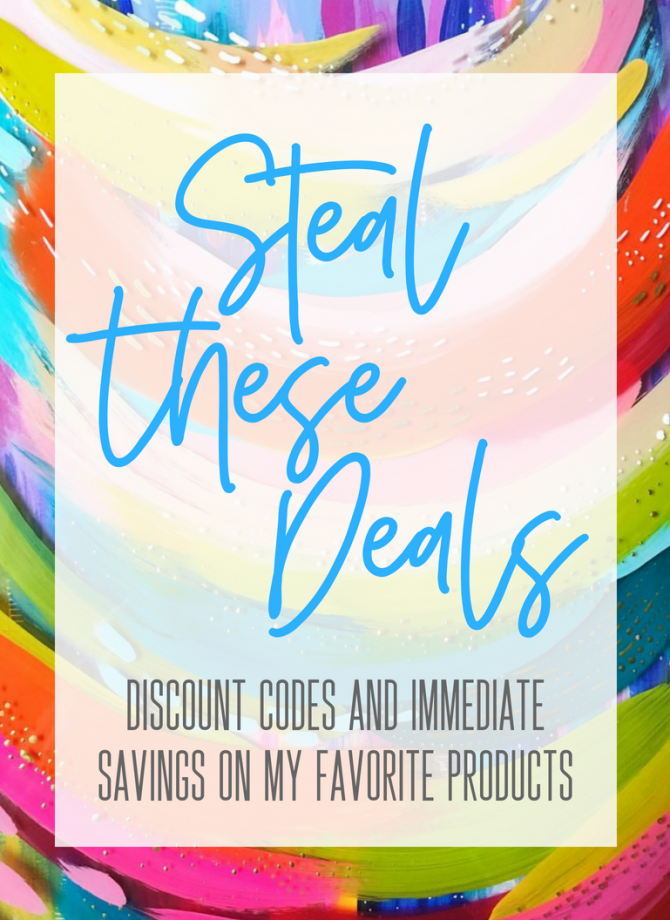 Steal
these
Deals
DISCOUNT CODES AND IMMEDIATE
SAVINGS ON MY FAVORITE PRODUCTS